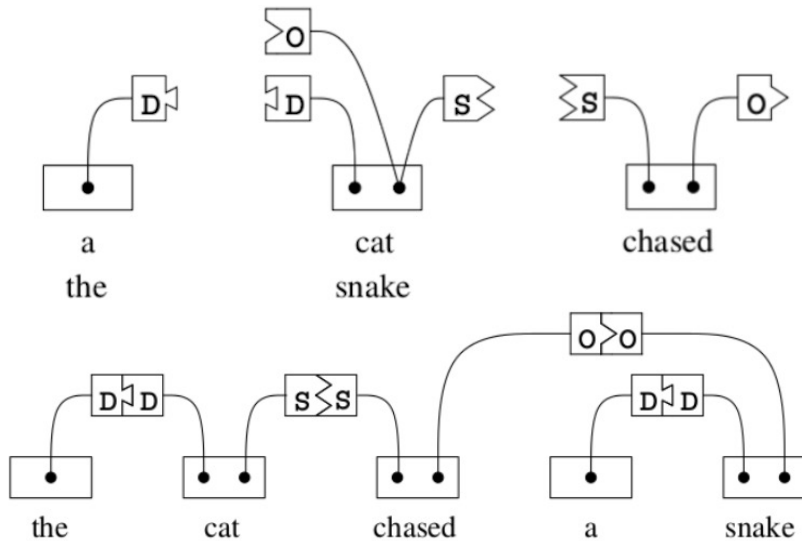 O
D D S S O
a cat chased
the snake
O O
D D S S D D
the cat chased a snake